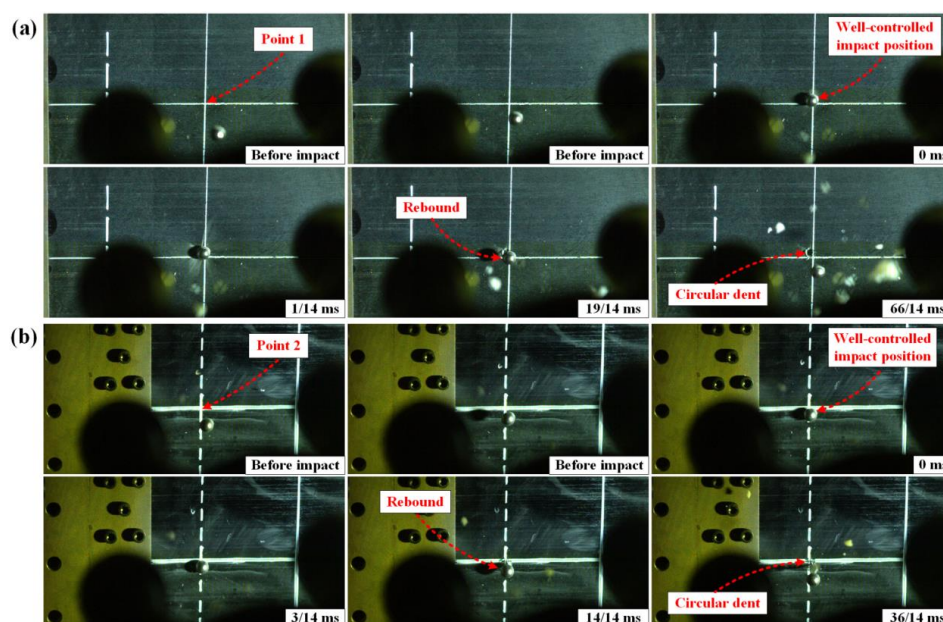 (a)
Point 1
Before impact
Before impact
Well-controlled
impact position
0 ms
1/14 ms
Rebound
19/14 ms
Circular dent
66/14 ms
(b)
Point 2
Before impact
Before impact
Well-controlled
impact position
0 ms
3/14 ms
Rebound
14/14 ms
Circular dent
36/14 ms